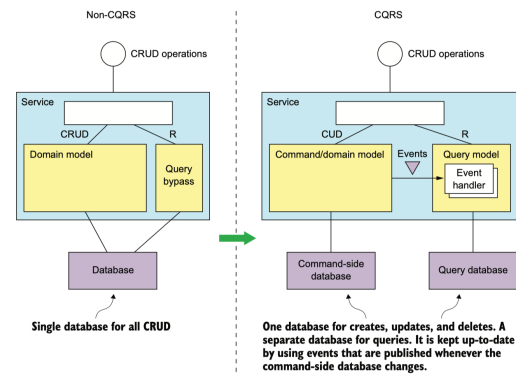 Non-CQRS
CRUD operations
Service
CRUD
R
Domain model
Query
bypass
Database
Single database for all CRUD
CQRS
CRUD operations
Service
CUD
R
Command/domain model
Events
Query model
Event
handler
Command-side
database
Query database
One database for creates, updates, and deletes. A
separate database for queries. It is kept up-to-date
by using events that are published whenever the
command-side database changes.